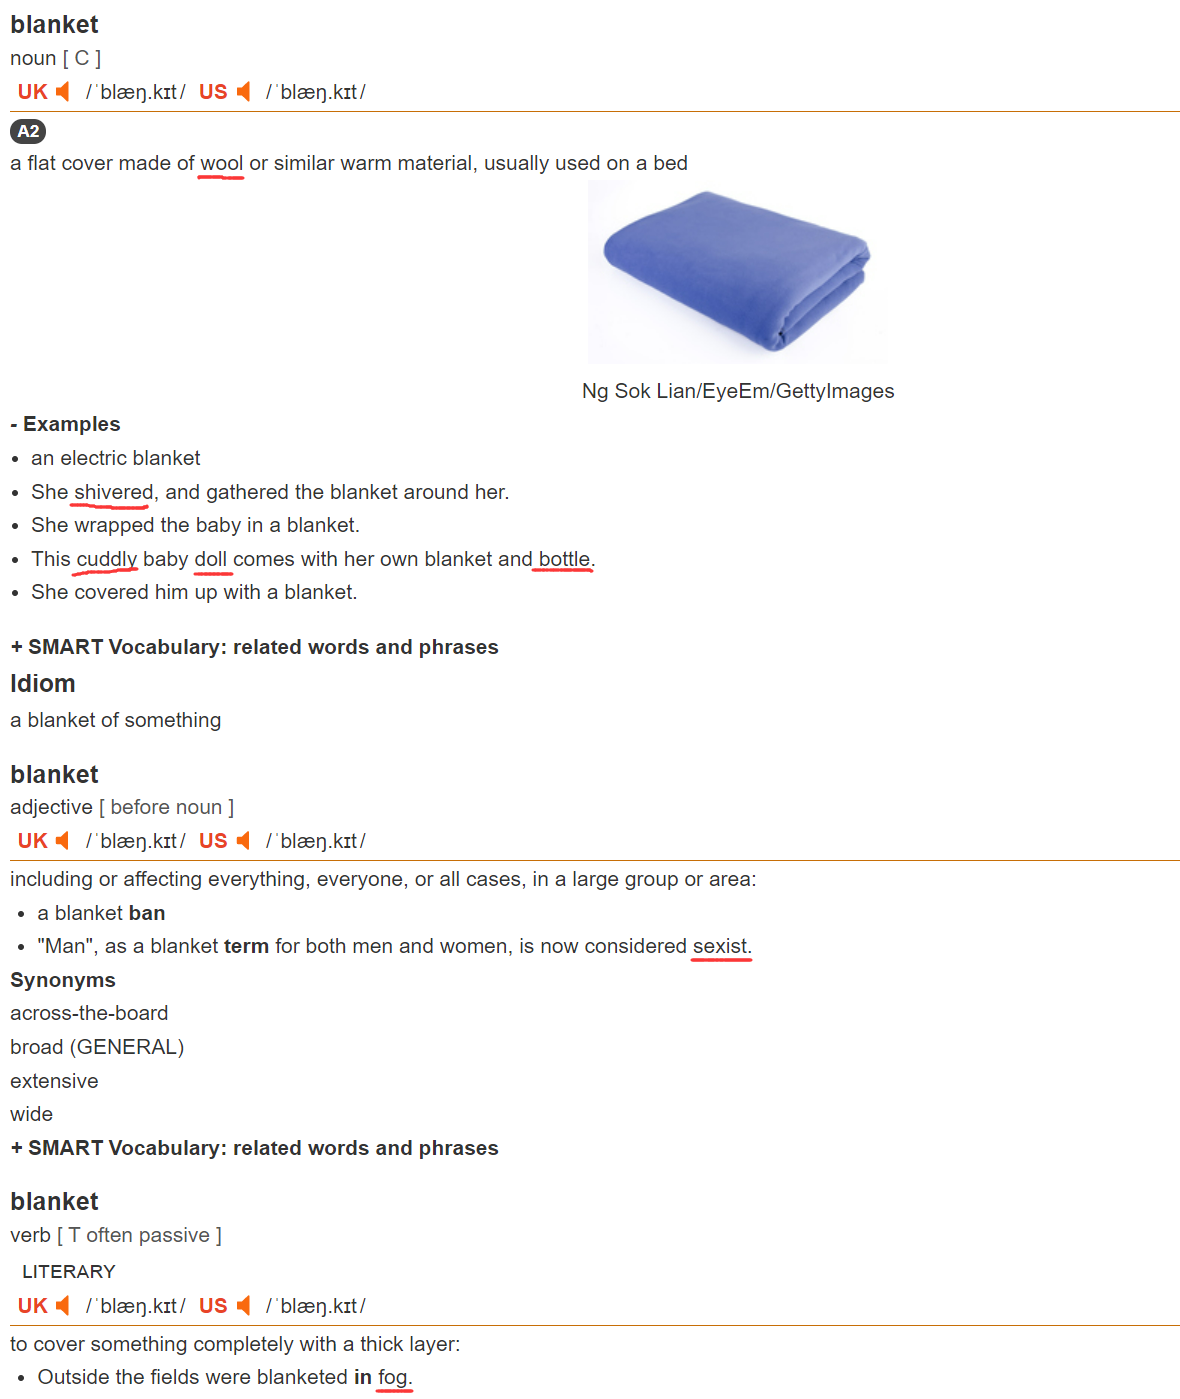 blanket
noun [ C ]
UK /ˈblæŋ.kɪt/ US /ˈblæŋ.kɪt/
A2
a flat cover made of wool or similar warm material, usually used on a bed
Ng Sok Lian/EyeEm/GettyImages
- Examples
• an electric blanket
• She shivered, and gathered the blanket around her.
• She wrapped the baby in a blanket.
• This cuddly baby doll comes with her own blanket and bottle.
• She covered him up with a blanket.
+ SMART Vocabulary: related words and phrases
Idiom
a blanket of something
blanket
adjective [ before noun ]
UK /ˈblæŋ.kɪt/ US /ˈblæŋ.kɪt/
including or affecting everything, everyone, or all cases, in a large group or area:
• a blanket ban
• "Man", as a blanket term for both men and women, is now considered sexist.
Synonyms
across-the-board
broad (GENERAL)
extensive
wide
+ SMART Vocabulary: related words and phrases
blanket
verb [ T often passive ]
LITERARY
UK /ˈblæŋ.kɪt/ US /ˈblæŋ.kɪt/
to cover something completely with a thick layer:
• Outside the fields were blanketed in fog.